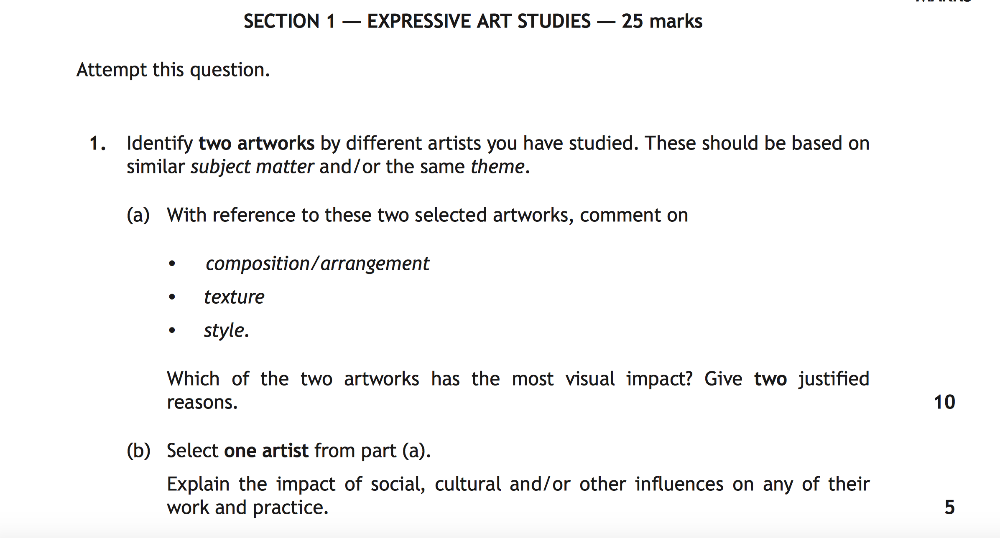 SECTION 1 — EXPRESSIVE ART STUDIES — 25 marks
Attempt this question.
1. Identify two artworks by different artists you have studied. These should be based on
similar subject matter and/or the same theme.
(a) With reference to these two selected artworks, comment on
• composition/arrangement
• texture
• style.
Which of the two artworks has the most visual impact? Give two justified
reasons. 10
(b) Select one artist from part (a).
Explain the impact of social, cultural and/or other influences on any of their
work and practice. 5